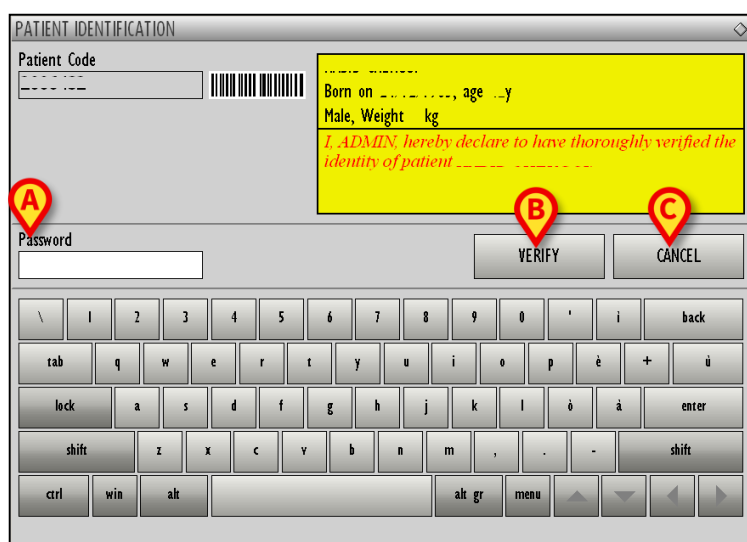 PATIENT IDENTIFICATION
Patient Code
Born on , age y
Male, Weight kg
I, ADMIN, hereby declare to have thoroughly verified the
identity of patient
A
B
C
Password
VERIFY
CANCEL
\ 1 2 3 4 5 6 7 8 9 0 ' ì back
tab q w e r t y u i o p è + ù
lock a s d f g h j k l ò à enter
shift z x c v b n m , . - shift
ctrl win alt alt gr menu